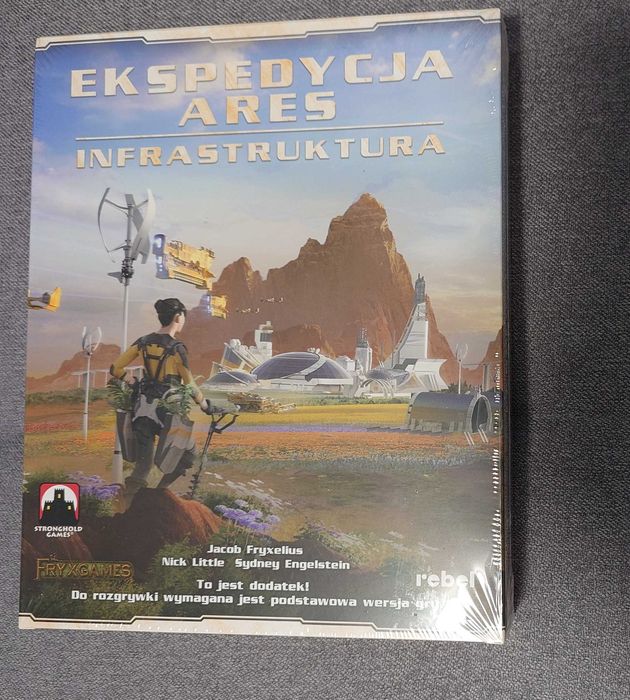 EKSPEDYCJA
ARES
INFRASTRUKTURA
STRONGHOLD
GAMES
Jacob Fryxelius
Nick Little Sydney Engelstein
FRYXGAMES
To jest dodatek!
rebel
Do rozgrywki wymagana jest podstawowa wersja